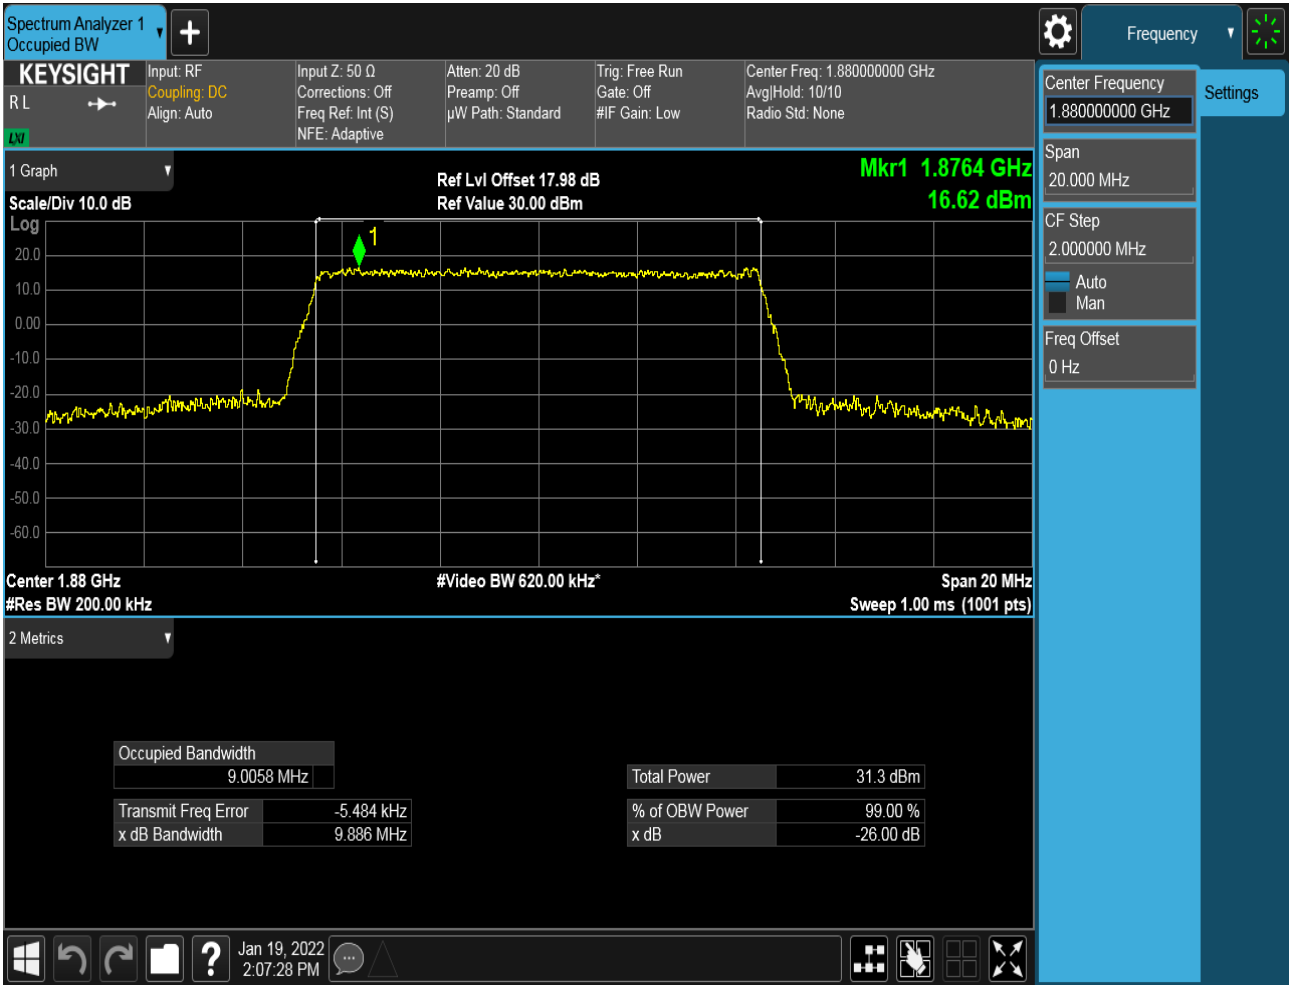 Spectrum Analyzer 1
Occupied BW
+
Frequency
KEYSIGHT
R L
LXI
Input: RF
Coupling: DC
Align: Auto
Input Z: 50 Ω
Corrections: Off
Freq Ref: Int (S)
NFE: Adaptive
Atten: 20 dB
Preamp: Off
µW Path: Standard
Trig: Free Run
Gate: Off
#IF Gain: Low
Center Freq: 1.880000000 GHz
Avg|Hold: 10/10
Radio Std: None
Center Frequency
1.880000000 GHz
Settings
Span
20.000 MHz
CF Step
2.000000 MHz
Auto
Man
Freq Offset
0 Hz
1 Graph
Scale/Div 10.0 dB
Ref Lvl Offset 17.98 dB
Ref Value 30.00 dBm
Mkr1 1.8764 GHz
16.62 dBm
Log
1
20.0
10.0
0.00
-10.0
-20.0
-30.0
-40.0
-50.0
-60.0
Center 1.88 GHz
#Video BW 620.00 kHz*
Span 20 MHz
#Res BW 200.00 kHz
Sweep 1.00 ms (1001 pts)
2 Metrics
Occupied Bandwidth
9.0058 MHz
Total Power 31.3 dBm
Transmit Freq Error -5.484 kHz
% of OBW Power 99.00 %
x dB Bandwidth 9.886 MHz
x dB -26.00 dB
?
Jan 19, 2022
2:07:28 PM